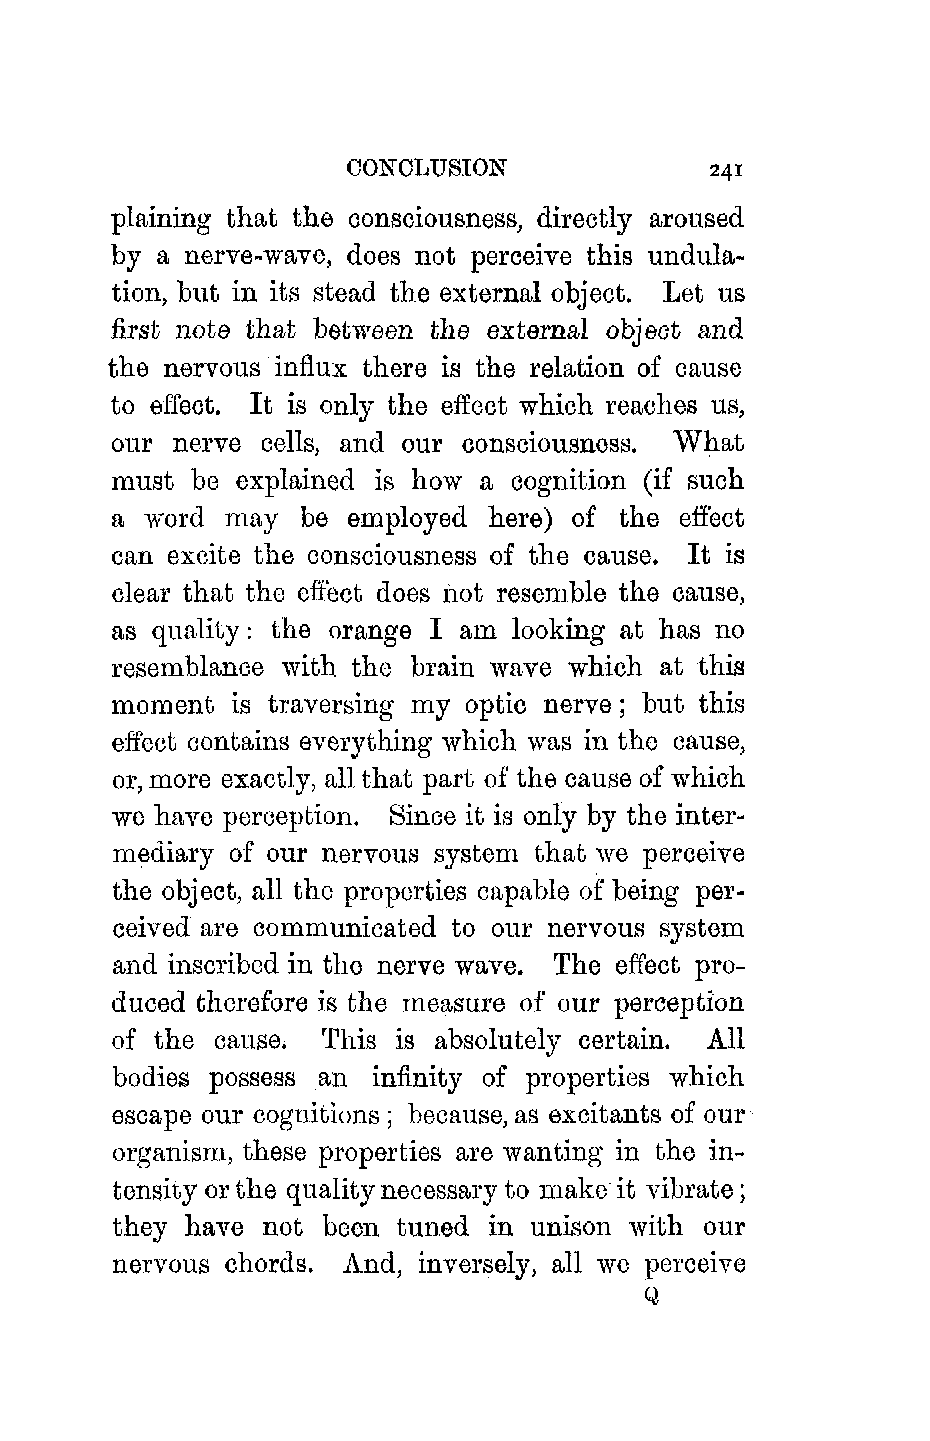 CONCLUSION 241
plaining that the consciousness, directly aroused
by a nerve-wave, does not perceive this undula-
tion, but in its stead the external object. Let us
first note that between the external object and
the nervous influx there is the relation of cause
to effect. It is only the effect which reaches us,
our nerve cells, and our consciousness. What
must be explained is how a cognition (if such
a word may be employed here) of the effect
can excite the consciousness of the cause. It is
clear that the effect does not resemble the cause,
as quality: the orange I am looking at has no
resemblance with the brain wave which at this
moment is traversing my optic nerve; but this
effect contains everything which was in the cause,
or, more exactly, all that part of the cause of which
we have perception. Since it is only by the inter-
mediary of our nervous system that we perceive
the object, all the properties capable of being per-
ceived are communicated to our nervous system
and inscribed in the nerve wave. The effect pro-
duced therefore is the measure of our perception
of the cause. This is absolutely certain. All
bodies possess an infinity of properties which
escape our cognitions; because, as excitants of our
organism, these properties are wanting in the in-
tensity or the quality necessary to make it vibrate;
they have not been tuned in unison with our
nervous chords. And, inversely, all we perceive
Q